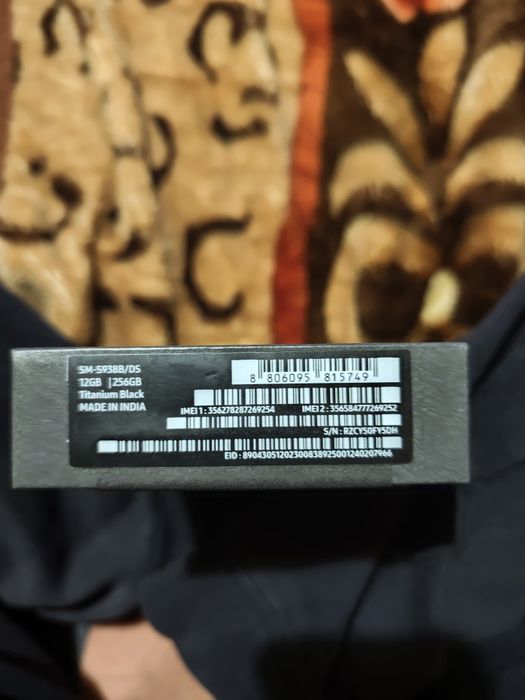 SM-S938B/DS
12GB | 256GB
Titanium Black
MADE IN INDIA
8 806095 815749
IMEI 1 : 356278287269254 IMEI 2 : 356584777269252
S/N : RZCY50FY5DH
EID : 89043051202300838925001240207966